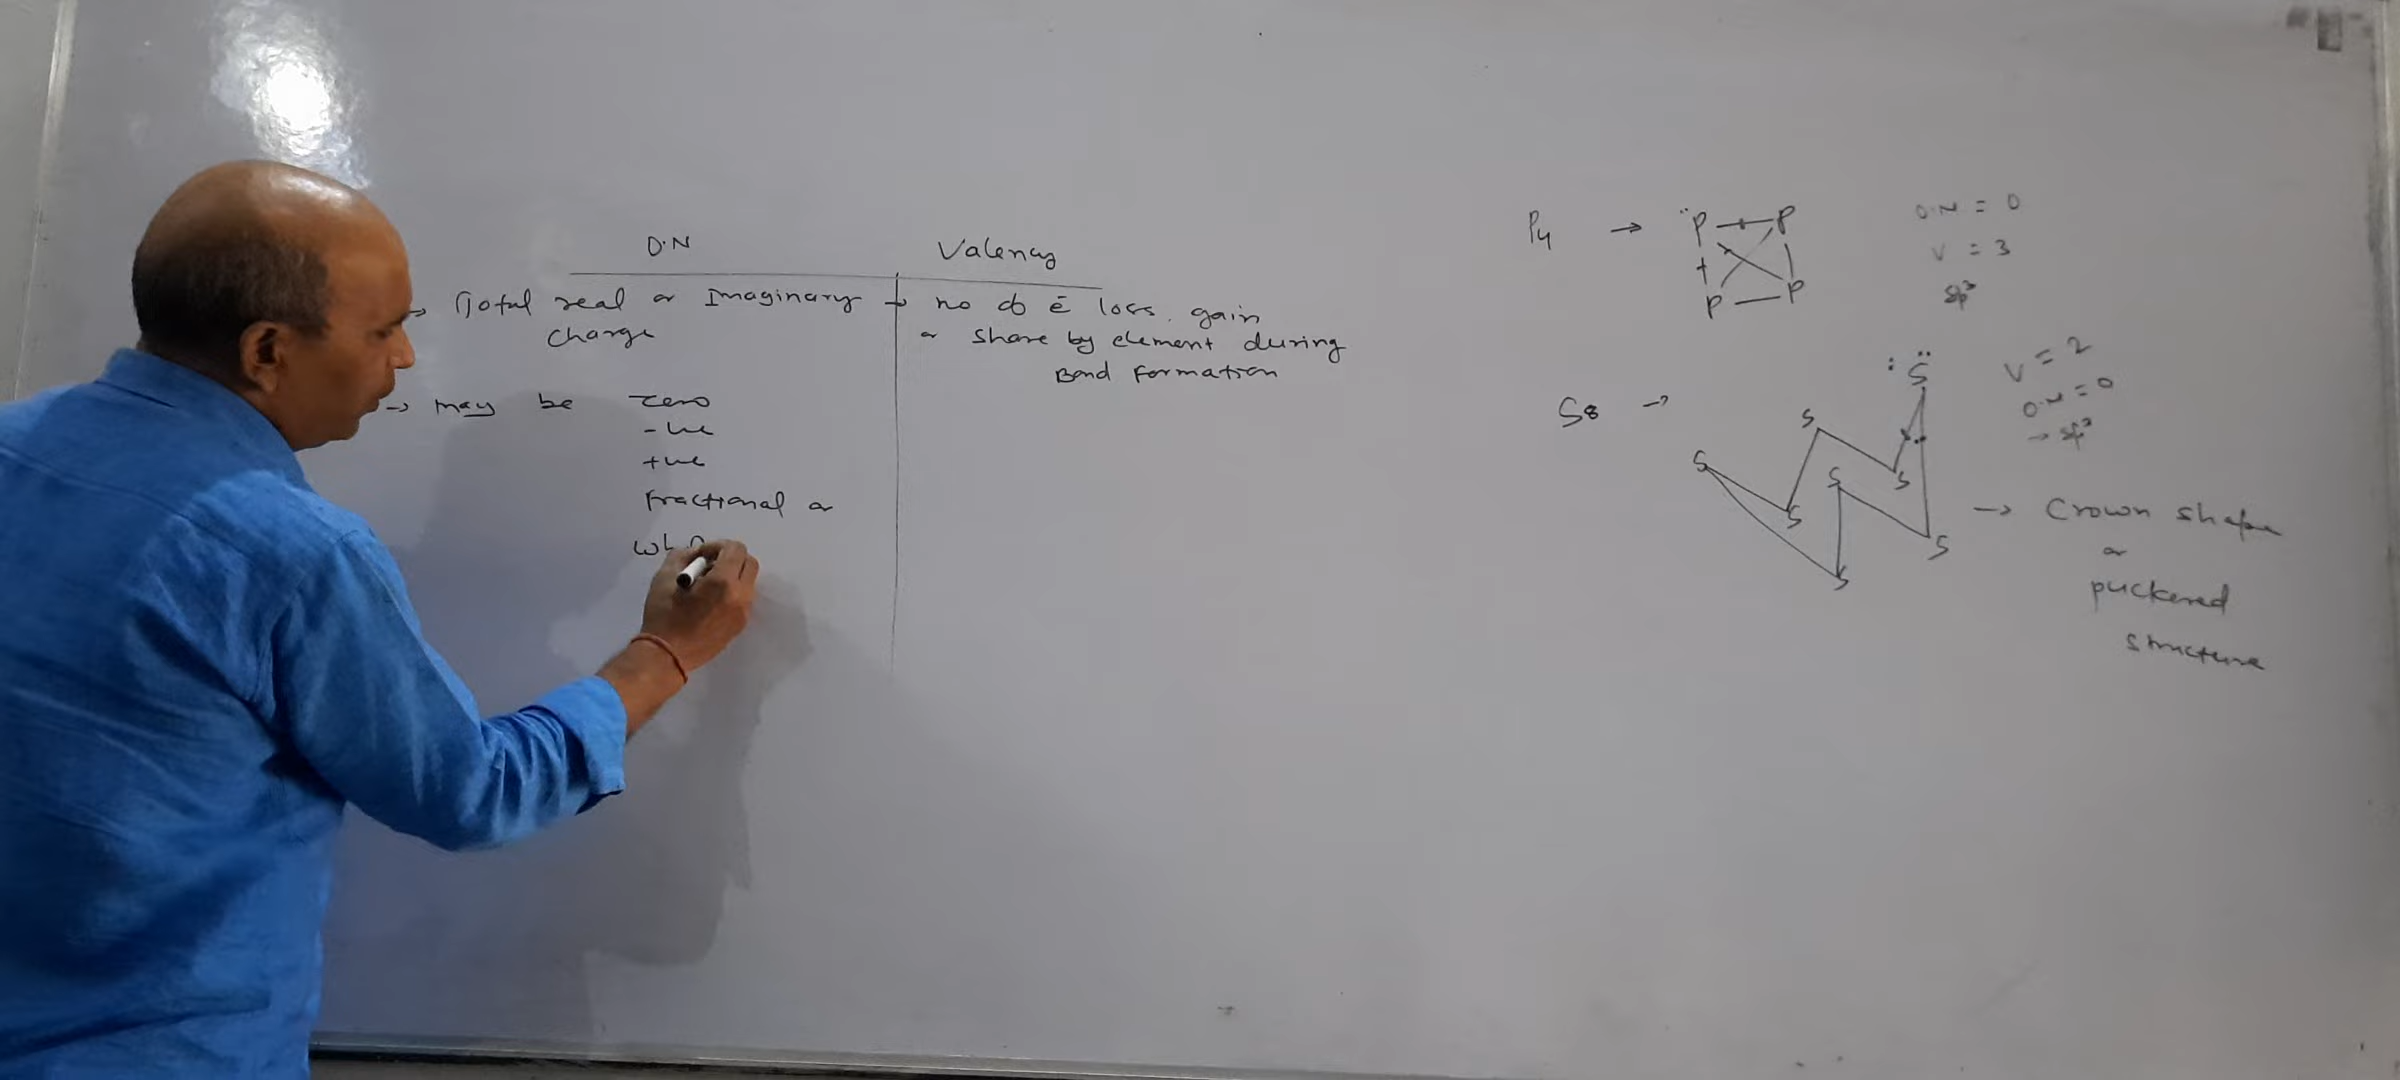 O.N
Valency
→ Total real or Imaginary
charge
→ no of ē loss, gain
or share by element during
Bond formation
→ may be zero
-ve
+ve
fractional or
who
P4 → P P
P P
O.N = 0
V = 3
sp³
S8 →
S
S
S
S
S
S
S
S
V = 2
O.N = 0
→ sp³
→ Crown shape
or
puckered
structure